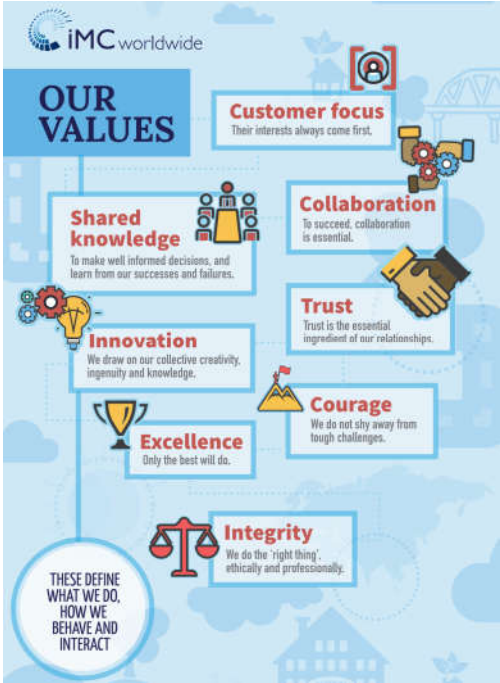 iMC worldwide
OUR
VALUES
Customer focus
Their interests always come first.
Collaboration
To succeed, collaboration
is essential.
Shared
knowledge
To make well informed decisions, and
learn from our successes and failures.
Trust
Trust is the essential
ingredient of our relationships.
Innovation
We draw on our collective creativity,
ingenuity and knowledge.
Courage
We do not shy away from
tough challenges.
Excellence
Only the best will do.
Integrity
We do the 'right thing',
ethically and professionally.
THESE DEFINE
WHAT WE DO,
HOW WE
BEHAVE AND
INTERACT